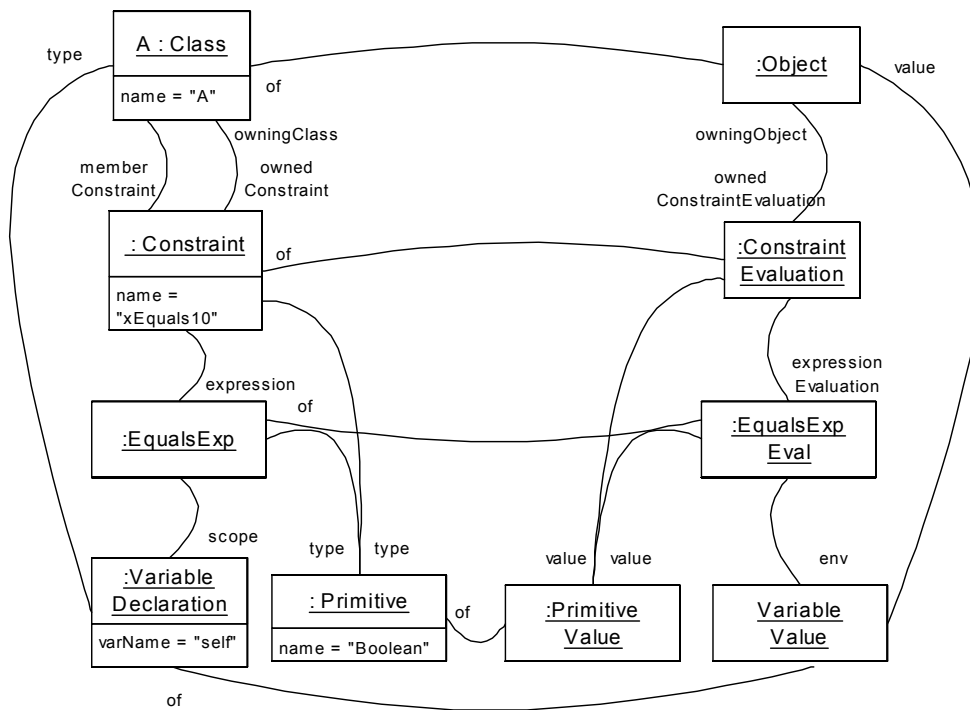 A : Class
name = "A"
type
of
:Object
value
owningClass
member
Constraint
owned
Constraint
owningObject
owned
ConstraintEvaluation
: Constraint
name =
"xEquals10"
of
:Constraint
Evaluation
expression
expression
Evaluation
:EqualsExp
of
:EqualsExp
Eval
scope
type
type
value
value
env
:Variable
Declaration
varName = "self"
: Primitive
name = "Boolean"
of
:Primitive
Value
Variable
Value
of